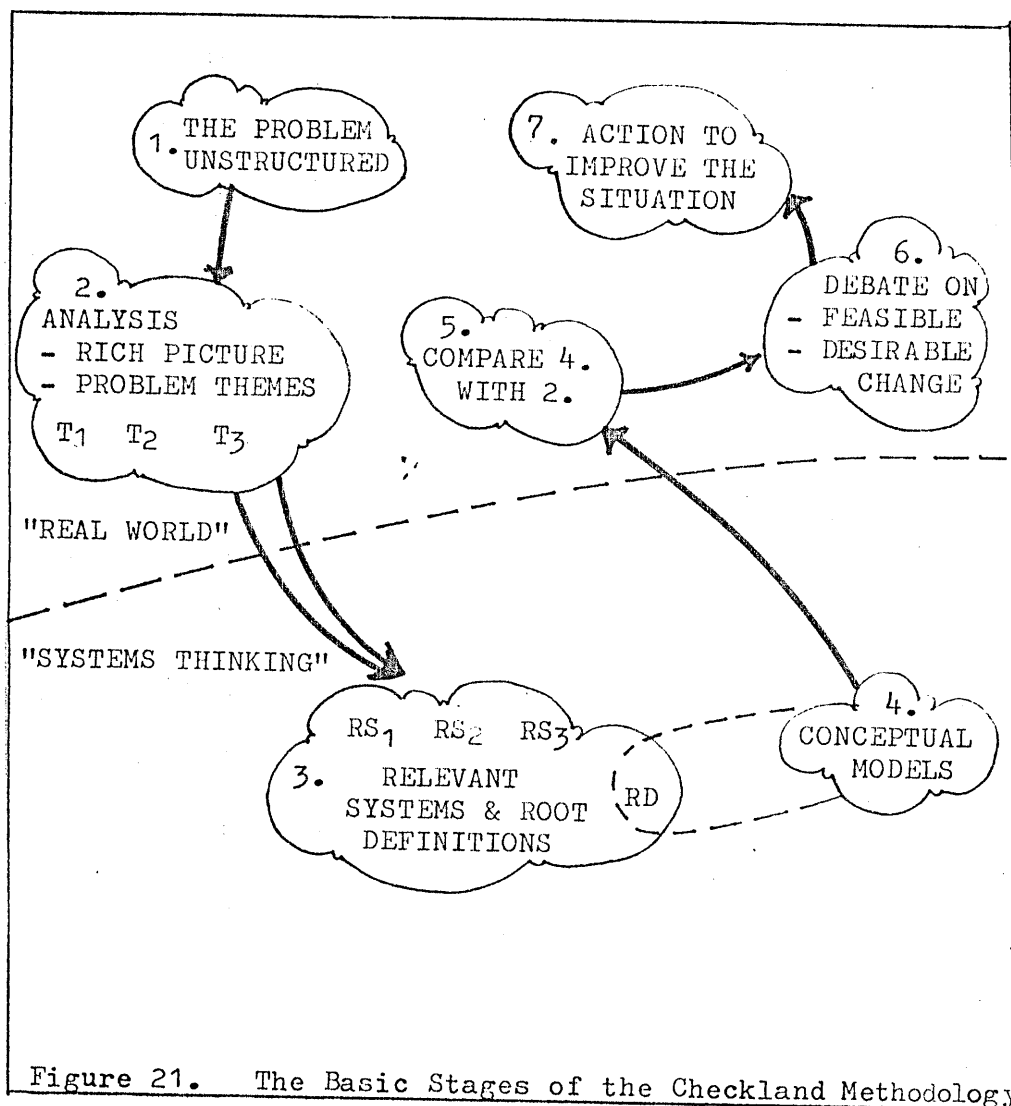 1. THE PROBLEM
UNSTRUCTURED
2.
ANALYSIS
- RICH PICTURE
- PROBLEM THEMES
T1 T2 T3
"REAL WORLD"
"SYSTEMS THINKING"
RS1 RS2 RS3
3. RELEVANT
SYSTEMS & ROOT
DEFINITIONS
RD
4.
CONCEPTUAL
MODELS
5.
COMPARE 4.
WITH 2.
6.
DEBATE ON
- FEASIBLE
- DESIRABLE
CHANGE
7. ACTION TO
IMPROVE THE
SITUATION
Figure 21. The Basic Stages of the Checkland Methodology